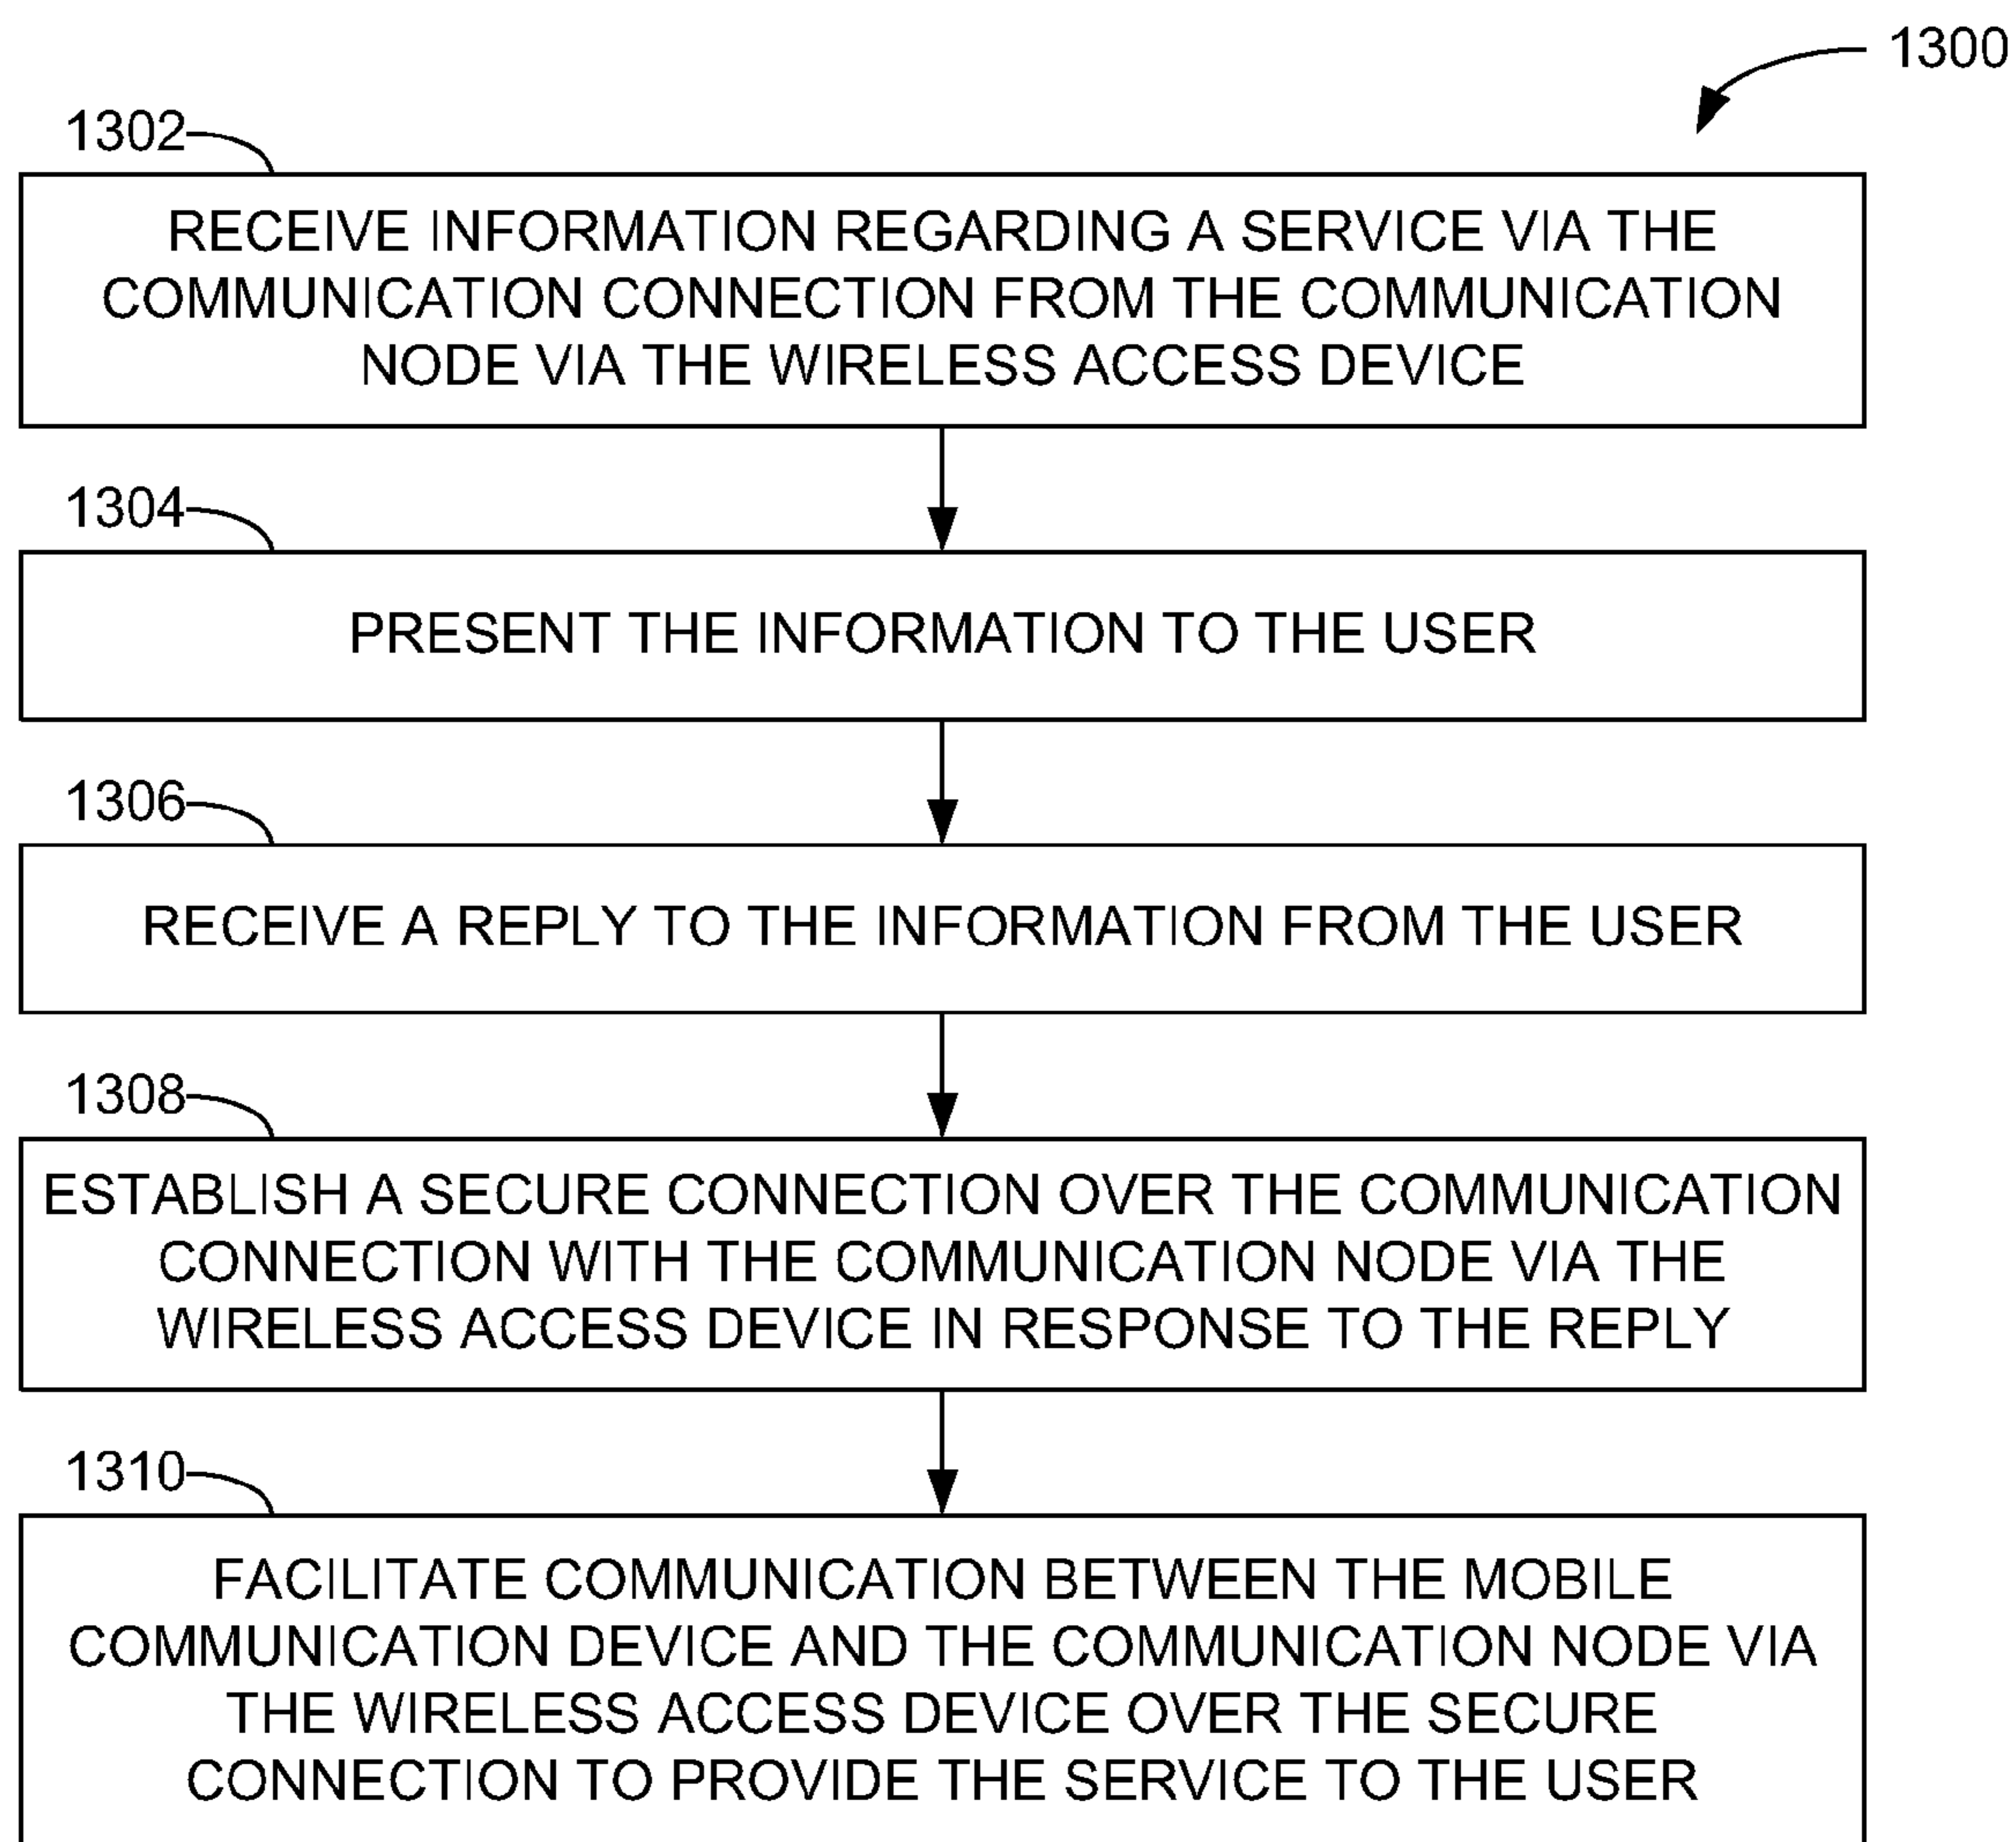 1300
1302
RECEIVE INFORMATION REGARDING A SERVICE VIA THE
COMMUNICATION CONNECTION FROM THE COMMUNICATION
NODE VIA THE WIRELESS ACCESS DEVICE
1304
PRESENT THE INFORMATION TO THE USER
1306
RECEIVE A REPLY TO THE INFORMATION FROM THE USER
1308
ESTABLISH A SECURE CONNECTION OVER THE COMMUNICATION
CONNECTION WITH THE COMMUNICATION NODE VIA THE
WIRELESS ACCESS DEVICE IN RESPONSE TO THE REPLY
1310
FACILITATE COMMUNICATION BETWEEN THE MOBILE
COMMUNICATION DEVICE AND THE COMMUNICATION NODE VIA
THE WIRELESS ACCESS DEVICE OVER THE SECURE
CONNECTION TO PROVIDE THE SERVICE TO THE USER